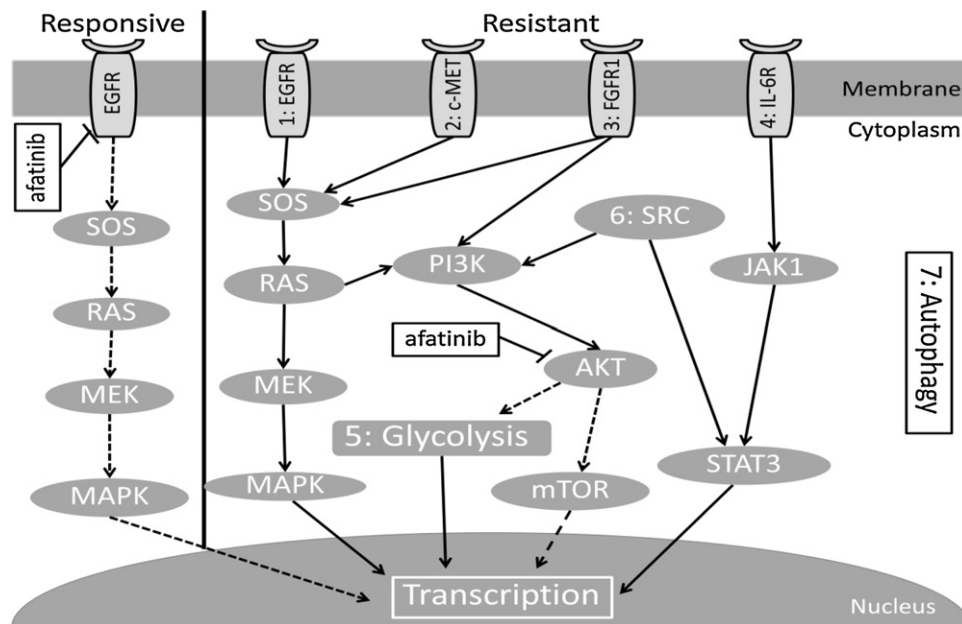 Responsive
Resistant
EGFR
1: EGFR
2: c-MET
3: FGFR1
4: IL-6R
Membrane
Cytoplasm
afatinib
SOS
SOS
6: SRC
RAS
RAS
PI3K
JAK1
7: Autophagy
afatinib
MEK
MEK
AKT
5: Glycolysis
MAPK
MAPK
mTOR
STAT3
Transcription
Nucleus